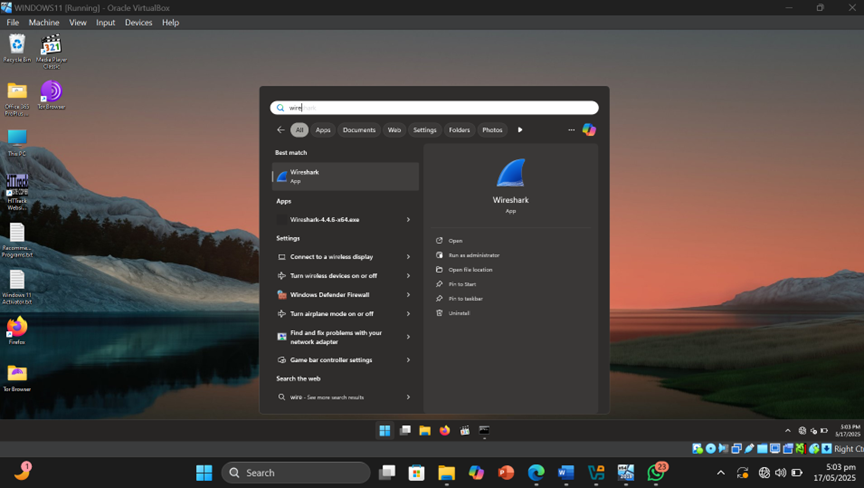 WINDOWS11 [Running] - Oracle VirtualBox
File Machine View Input Devices Help
Recycle Bin
Media Player
Classic
Office 365
ProPlus ...
Tor Browser
This PC
HTTrack
Websi...
Recomme...
Programs.txt
Windows 11
Activator.txt
Firefox
Tor Browser
wireshark
All Apps Documents Web Settings Folders Photos
Best match
Wireshark
App
Apps
Wireshark-4.4.6-x64.exe
Settings
Connect to a wireless display
Turn wireless devices on or off
Windows Defender Firewall
Turn airplane mode on or off
Find and fix problems with your
network adapter
Game bar controller settings
Search the web
wire - See more search results
Wireshark
App
Open
Run as administrator
Open file location
Pin to Start
Pin to taskbar
Uninstall
5:03 PM
5/17/2025
Right Ct
1
Search
23
5:03 pm
17/05/2025